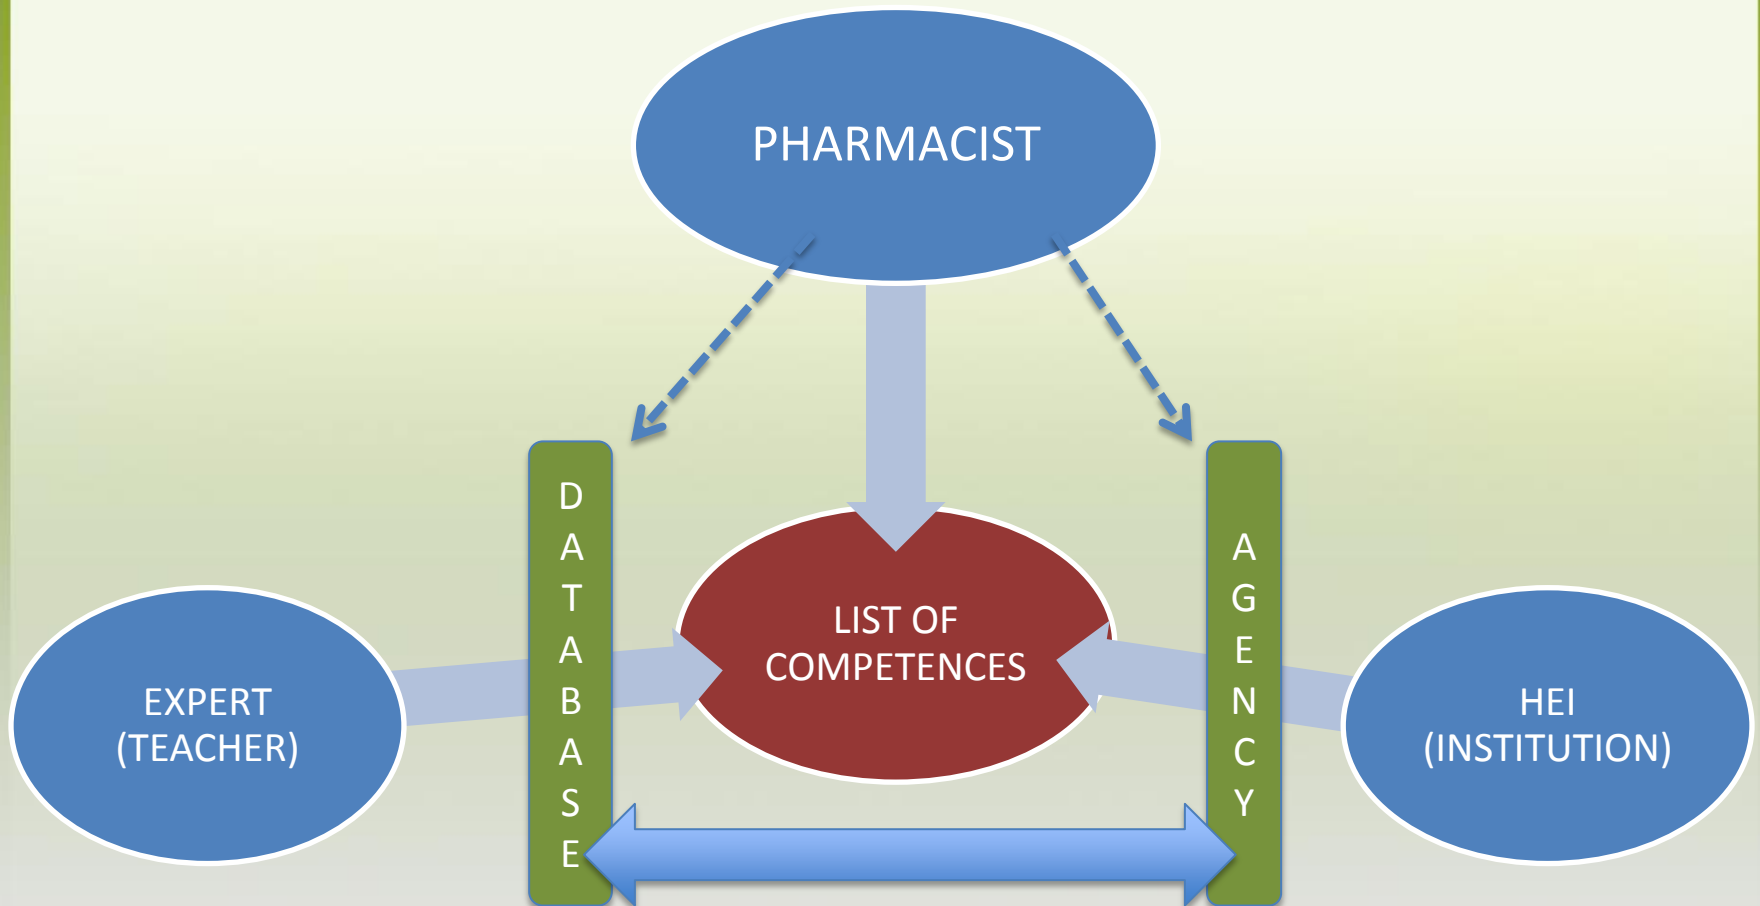 PHARMACIST
DATABASE
AGENCY
LIST OF
COMPETENCES
EXPERT
(TEACHER)
HEI
(INSTITUTION)